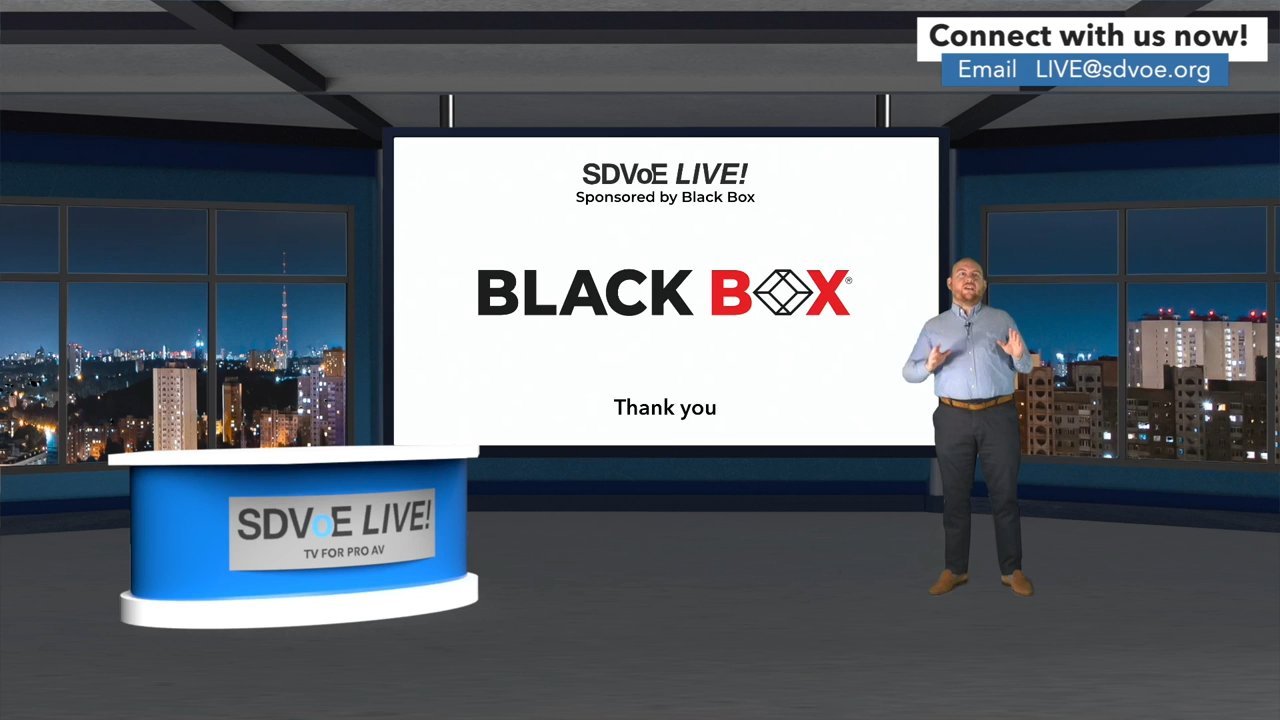 Connect with us now!
Email LIVE@sdvoe.org
SDVoE LIVE!
Sponsored by Black Box
BLACK BOX®
Thank you
SDVoE LIVE!
TV FOR PRO AV